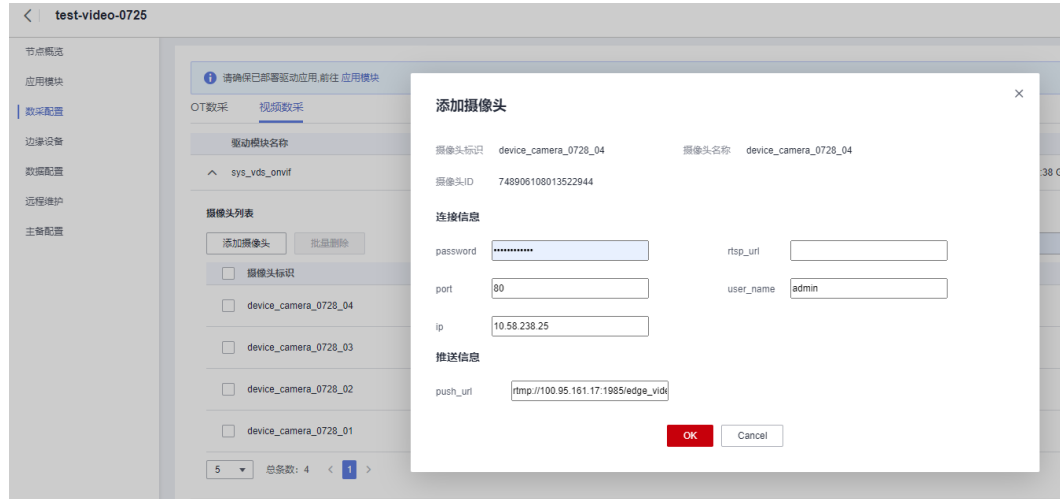 test-video-0725
节点概览
应用模块
数采配置
边缘设备
数据配置
远程维护
主备配置
请确保已部署驱动应用,前往 应用模块
OT数采 视频数采
驱动模块名称
sys_vds_onvif
:38 G
摄像头列表
添加摄像头 批量删除
摄像头标识
device_camera_0728_04
device_camera_0728_03
device_camera_0728_02
device_camera_0728_01
5 总条数: 4 1
添加摄像头
摄像头标识 device_camera_0728_04 摄像头名称 device_camera_0728_04
摄像头ID 748906108013522944
连接信息
password •••••••••••• rtsp_url
port 80 user_name admin
ip 10.58.238.25
推送信息
push_url rtmp://100.95.161.17:1985/edge_vide
OK Cancel